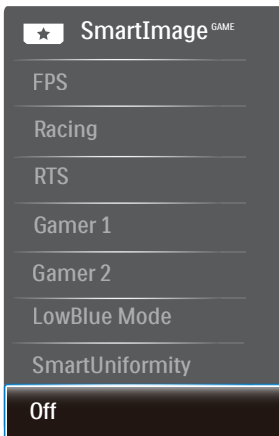 SmartImage GAME
FPS
Racing
RTS
Gamer 1
Gamer 2
LowBlue Mode
SmartUniformity
Off